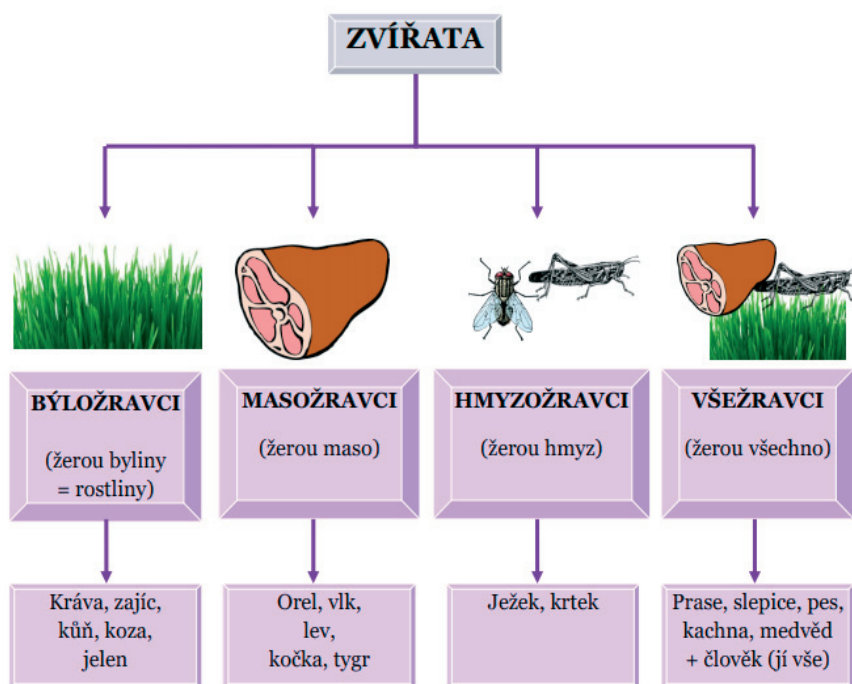 ZVÍŘATA
BÝLOŽRAVCI
(žerou byliny
= rostliny)
MASOŽRAVCI
(žerou maso)
HMYZOŽRAVCI
(žerou hmyz)
VŠEŽRAVCI
(žerou všechno)
Kráva, zajíc,
kůň, koza,
jelen
Orel, vlk,
lev,
kočka, tygr
Ježek, krtek
Prase, slepice, pes,
kachna, medvěd
+ člověk (jí vše)